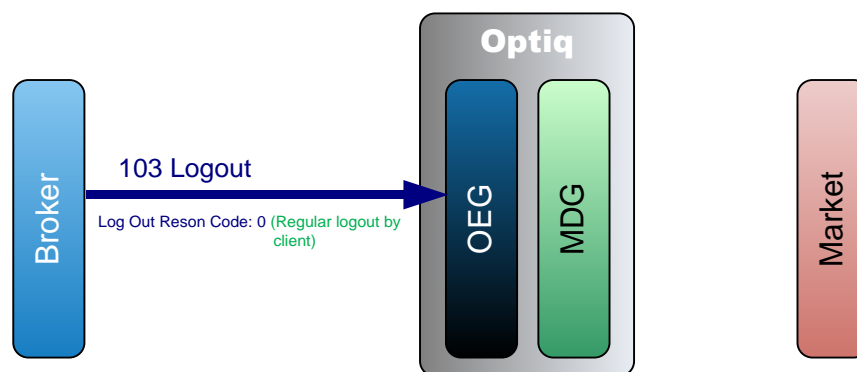 Optiq
Broker
103 Logout
Log Out Reson Code: 0 (Regular logout by
client)
OEG
MDG
Market